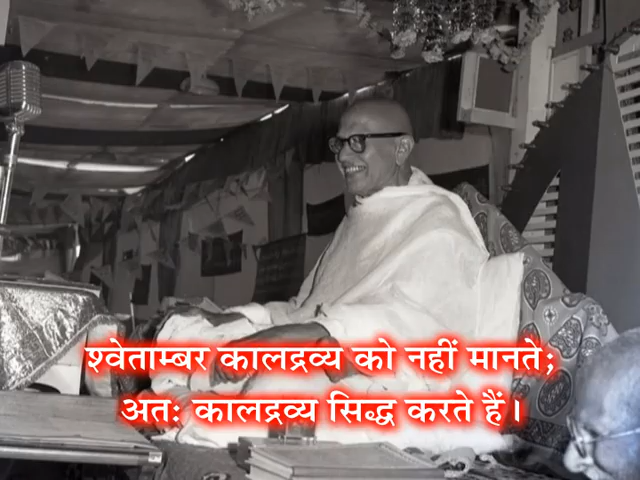 श्वेताम्बर कालद्रव्य को नहीं मानते;
अतः कालद्रव्य सिद्ध करते हैं।